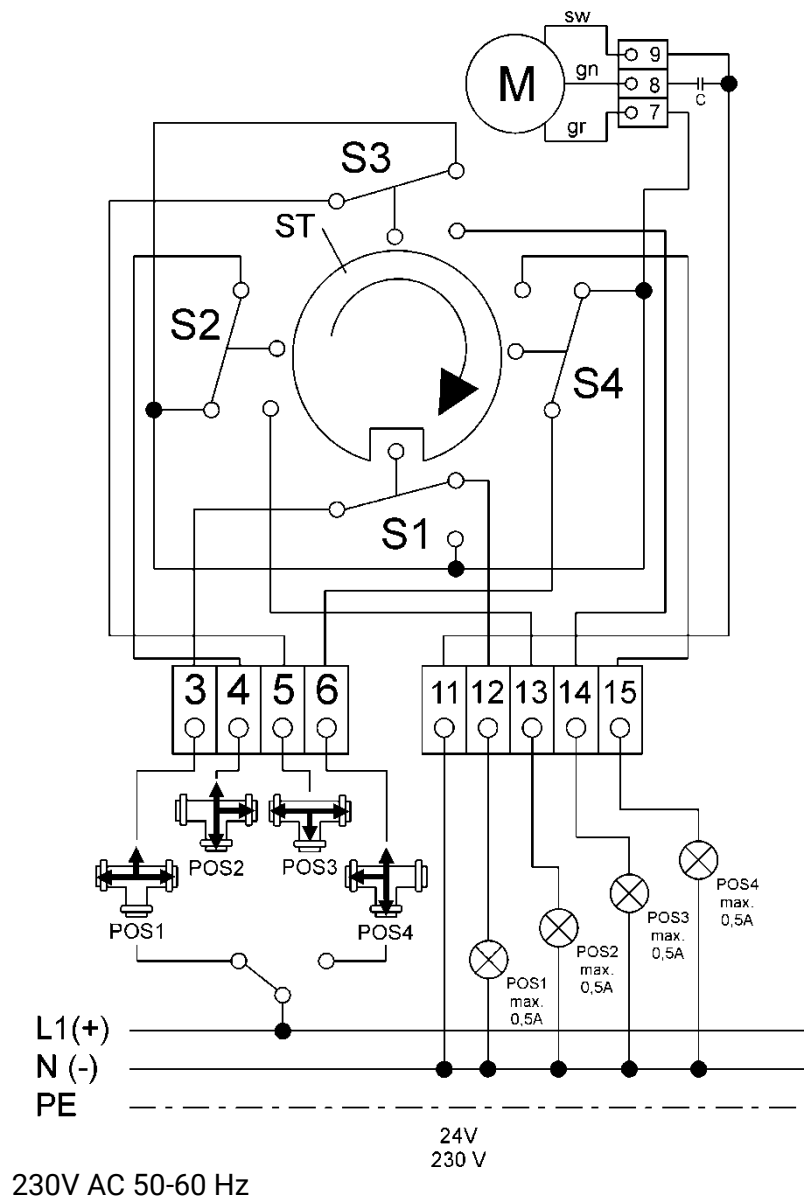 sw
9
M
gn
8
C
gr
7
S3
ST
S2
S4
S1
3 4 5 6
11 12 13 14 15
POS2
POS3
POS1
POS4
POS4
max.
0,5A
POS3
max.
0,5A
POS2
max.
0,5A
POS1
max.
0,5A
L1(+)
N (-)
PE
24V
230 V
230V AC 50-60 Hz